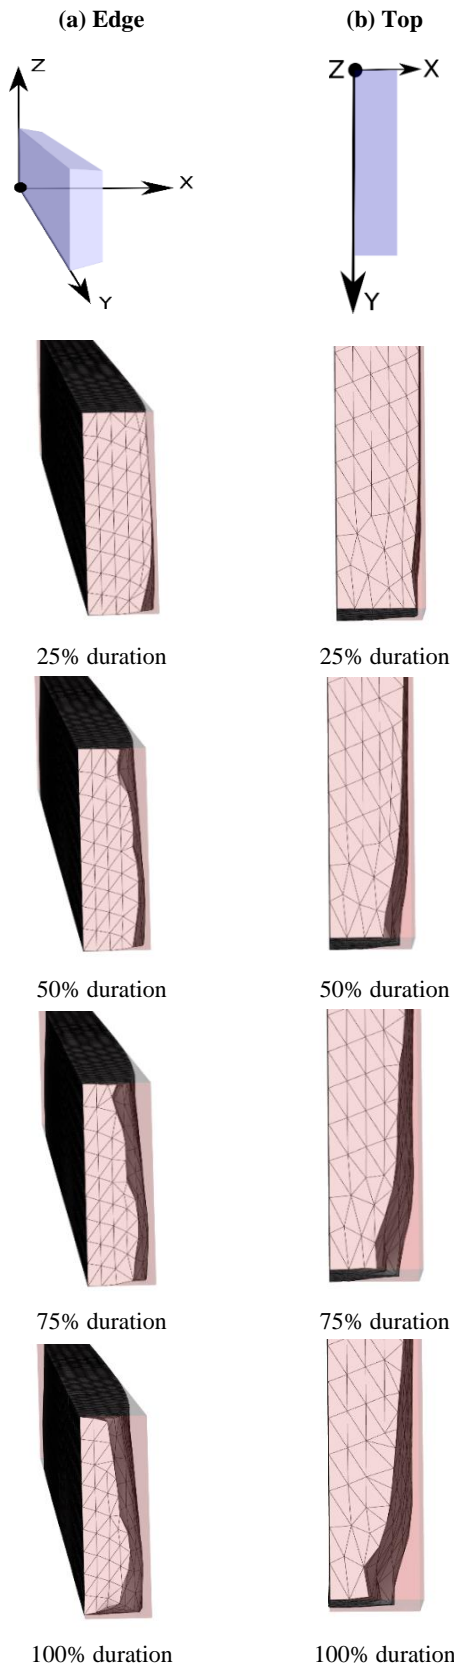 (a) Edge
(b) Top
Z
X
Y
Z
X
Y
25% duration
25% duration
50% duration
50% duration
75% duration
75% duration
100% duration
100% duration